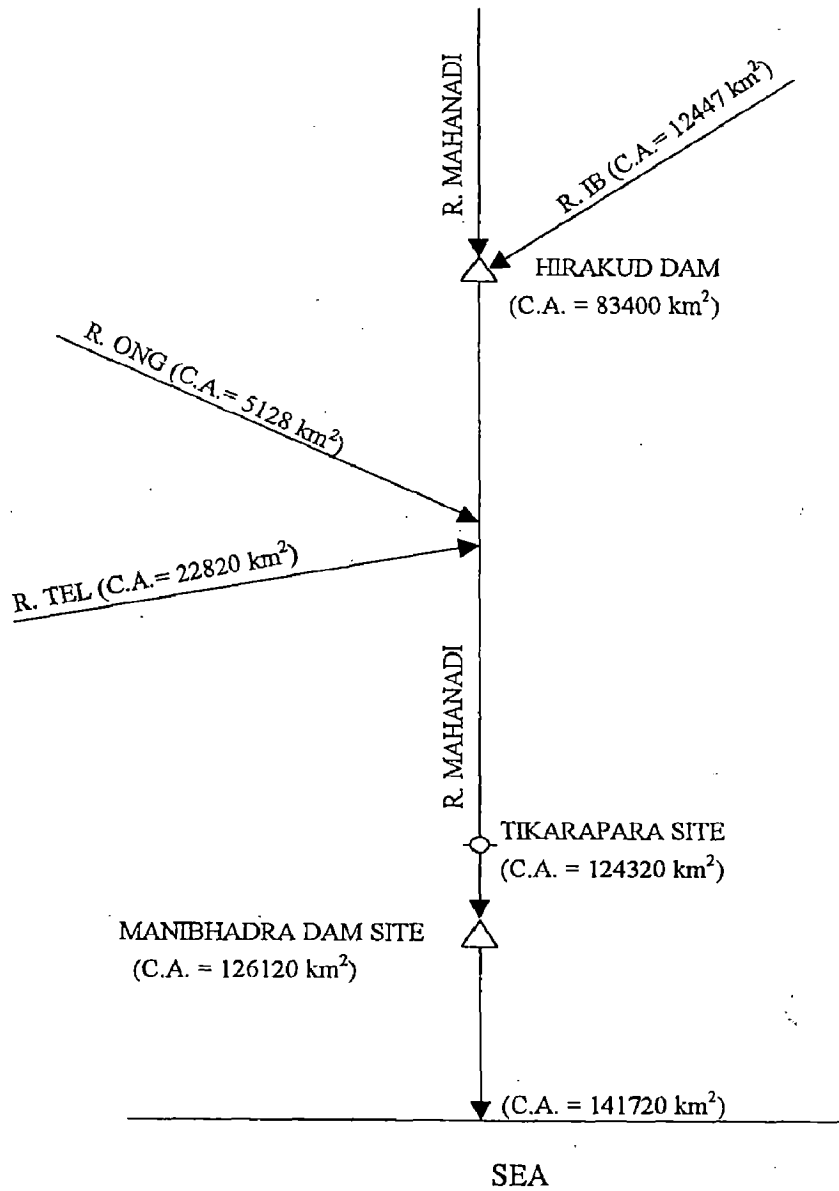 R. MAHANADI
R. IB (C.A.= 12447 km²)
HIRAKUD DAM
(C.A. = 83400 km²)
R. ONG (C.A.= 5128 km²)
R. TEL (C.A.= 22820 km²)
R. MAHANADI
TIKARAPARA SITE
(C.A. = 124320 km²)
MANIBHADRA DAM SITE
(C.A. = 126120 km²)
(C.A. = 141720 km²)
SEA